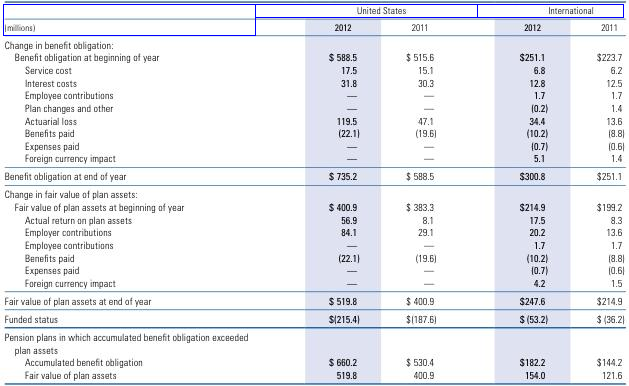 United States International
(millions) 2012 2011 2012 2011
Change in benefit obligation:
Benefit obligation at beginning of year $ 588.5 $ 515.6 $251.1 $223.7
Service cost 17.5 15.1 6.8 6.2
Interest costs 31.8 30.3 12.8 12.5
Employee contributions — — 1.7 1.7
Plan changes and other — — (0.2) 1.4
Actuarial loss 119.5 47.1 34.4 13.6
Benefits paid (22.1) (19.6) (10.2) (8.8)
Expenses paid — — (0.7) (0.6)
Foreign currency impact — — 5.1 1.4
Benefit obligation at end of year $ 735.2 $ 588.5 $300.8 $251.1
Change in fair value of plan assets:
Fair value of plan assets at beginning of year $ 400.9 $ 383.3 $214.9 $199.2
Actual return on plan assets 56.9 8.1 17.5 8.3
Employer contributions 84.1 29.1 20.2 13.6
Employee contributions — — 1.7 1.7
Benefits paid (22.1) (19.6) (10.2) (8.8)
Expenses paid — — (0.7) (0.6)
Foreign currency impact — — 4.2 1.5
Fair value of plan assets at end of year $ 519.8 $ 400.9 $247.6 $214.9
Funded status $(215.4) $(187.6) $ (53.2) $ (36.2)
Pension plans in which accumulated benefit obligation exceeded
plan assets
Accumulated benefit obligation $ 660.2 $ 530.4 $182.2 $144.2
Fair value of plan assets 519.8 400.9 154.0 121.6